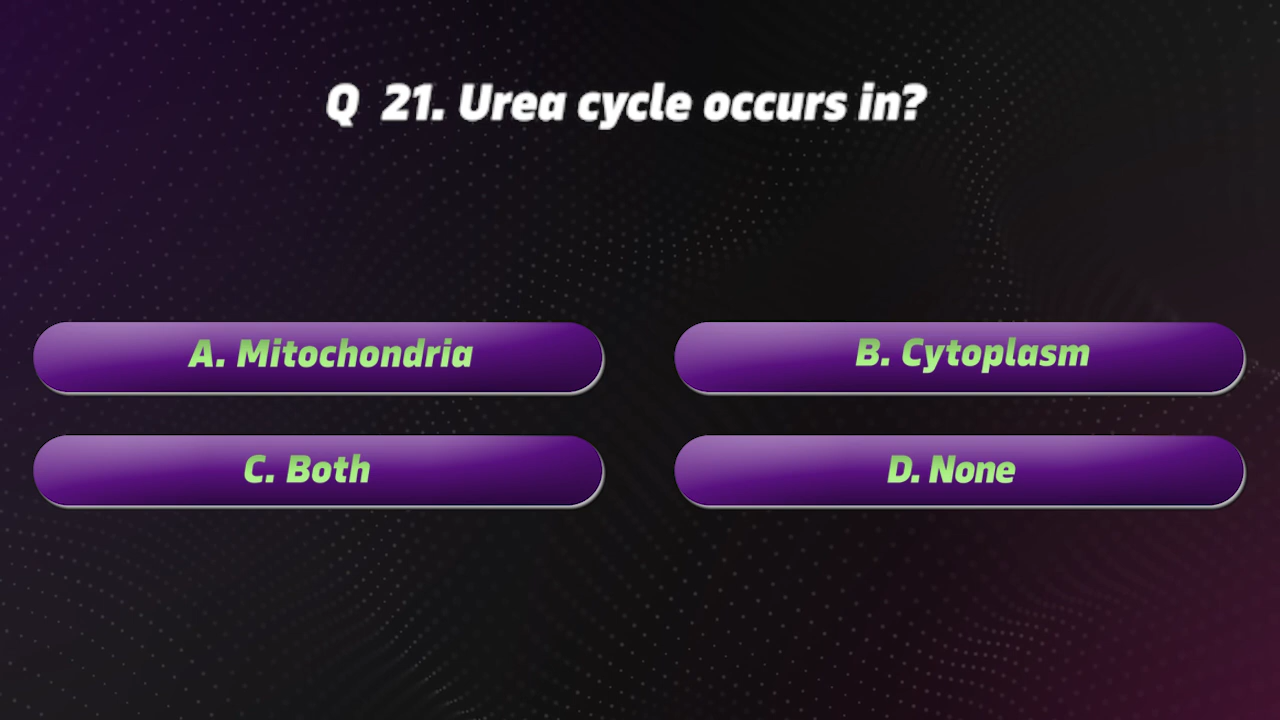 Q 21. Urea cycle occurs in?
A. Mitochondria
B. Cytoplasm
C. Both
D. None